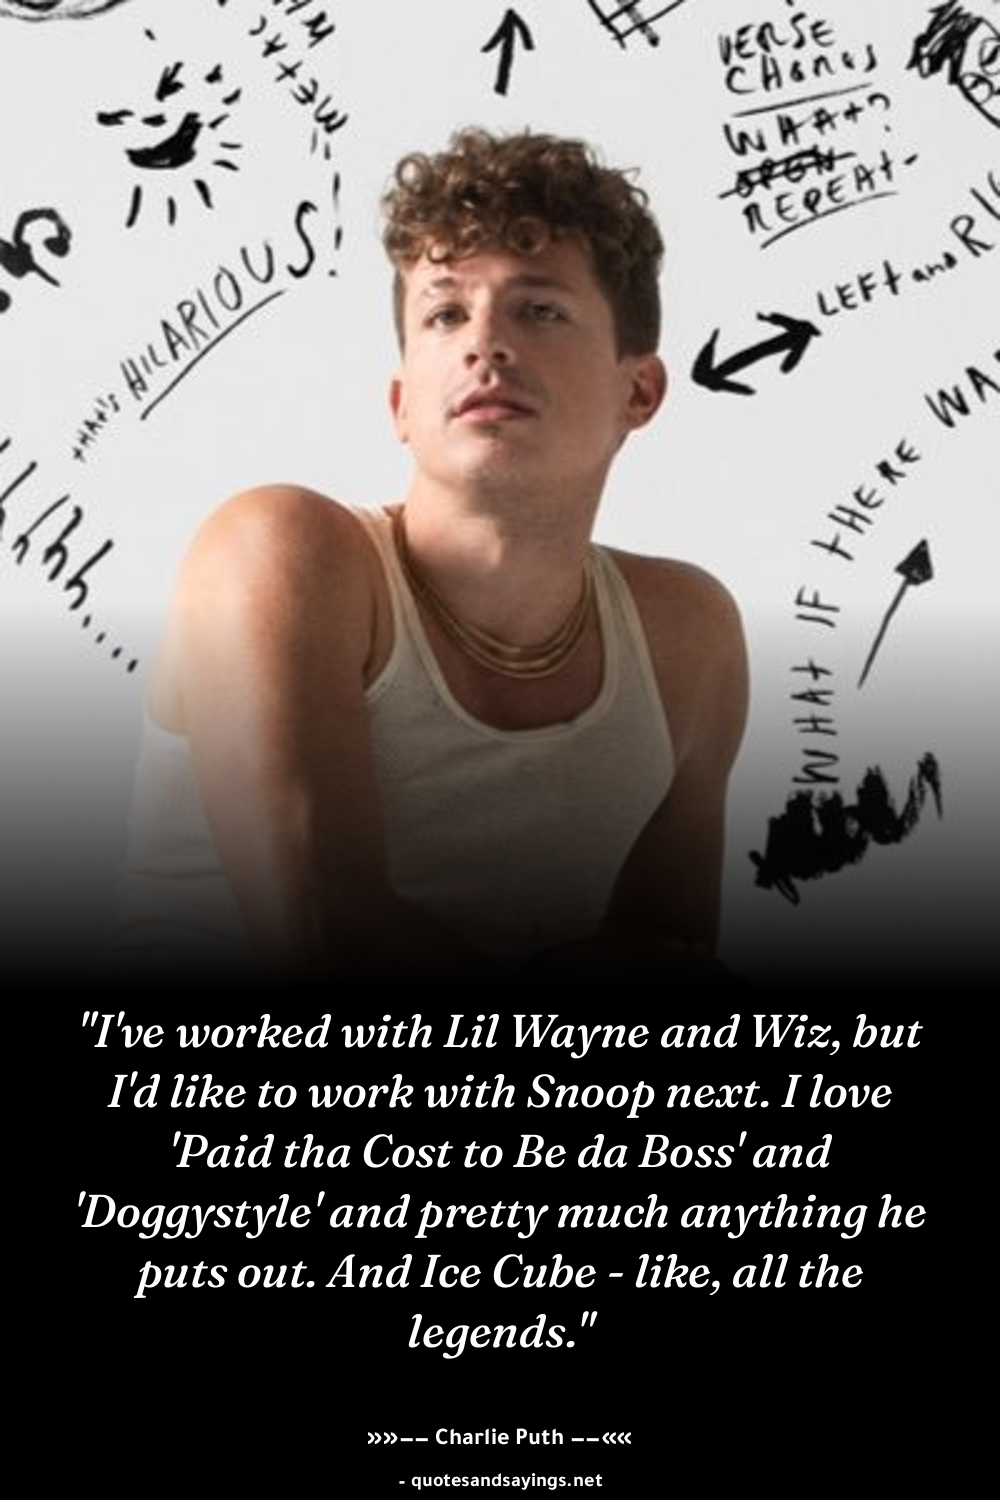 VERSE
CHORUS
WHAT?
REPEAT-
LEFT and RI
THAT'S HILARIOUS!
hhh....
WHAT IF THERE WA
"I've worked with Lil Wayne and Wiz, but
I'd like to work with Snoop next. I love
'Paid tha Cost to Be da Boss' and
'Doggystyle' and pretty much anything he
puts out. And Ice Cube - like, all the
legends."
»»–– Charlie Puth ––««
- quotesandsayings.net